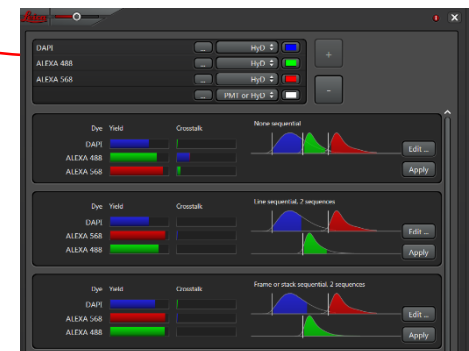 Leica
DAPI ... HyD
ALEXA 488 ... HyD
ALEXA 568 ... HyD
... PMT or HyD
+
-
Dye Yield Crosstalk None sequential
DAPI
ALEXA 488
ALEXA 568
Edit ...
Apply
Dye Yield Crosstalk Line sequential, 2 sequences
DAPI
ALEXA 568
ALEXA 488
Edit ...
Apply
Dye Yield Crosstalk Frame or stack sequential, 2 sequences
DAPI
ALEXA 568
ALEXA 488
Edit ...
Apply